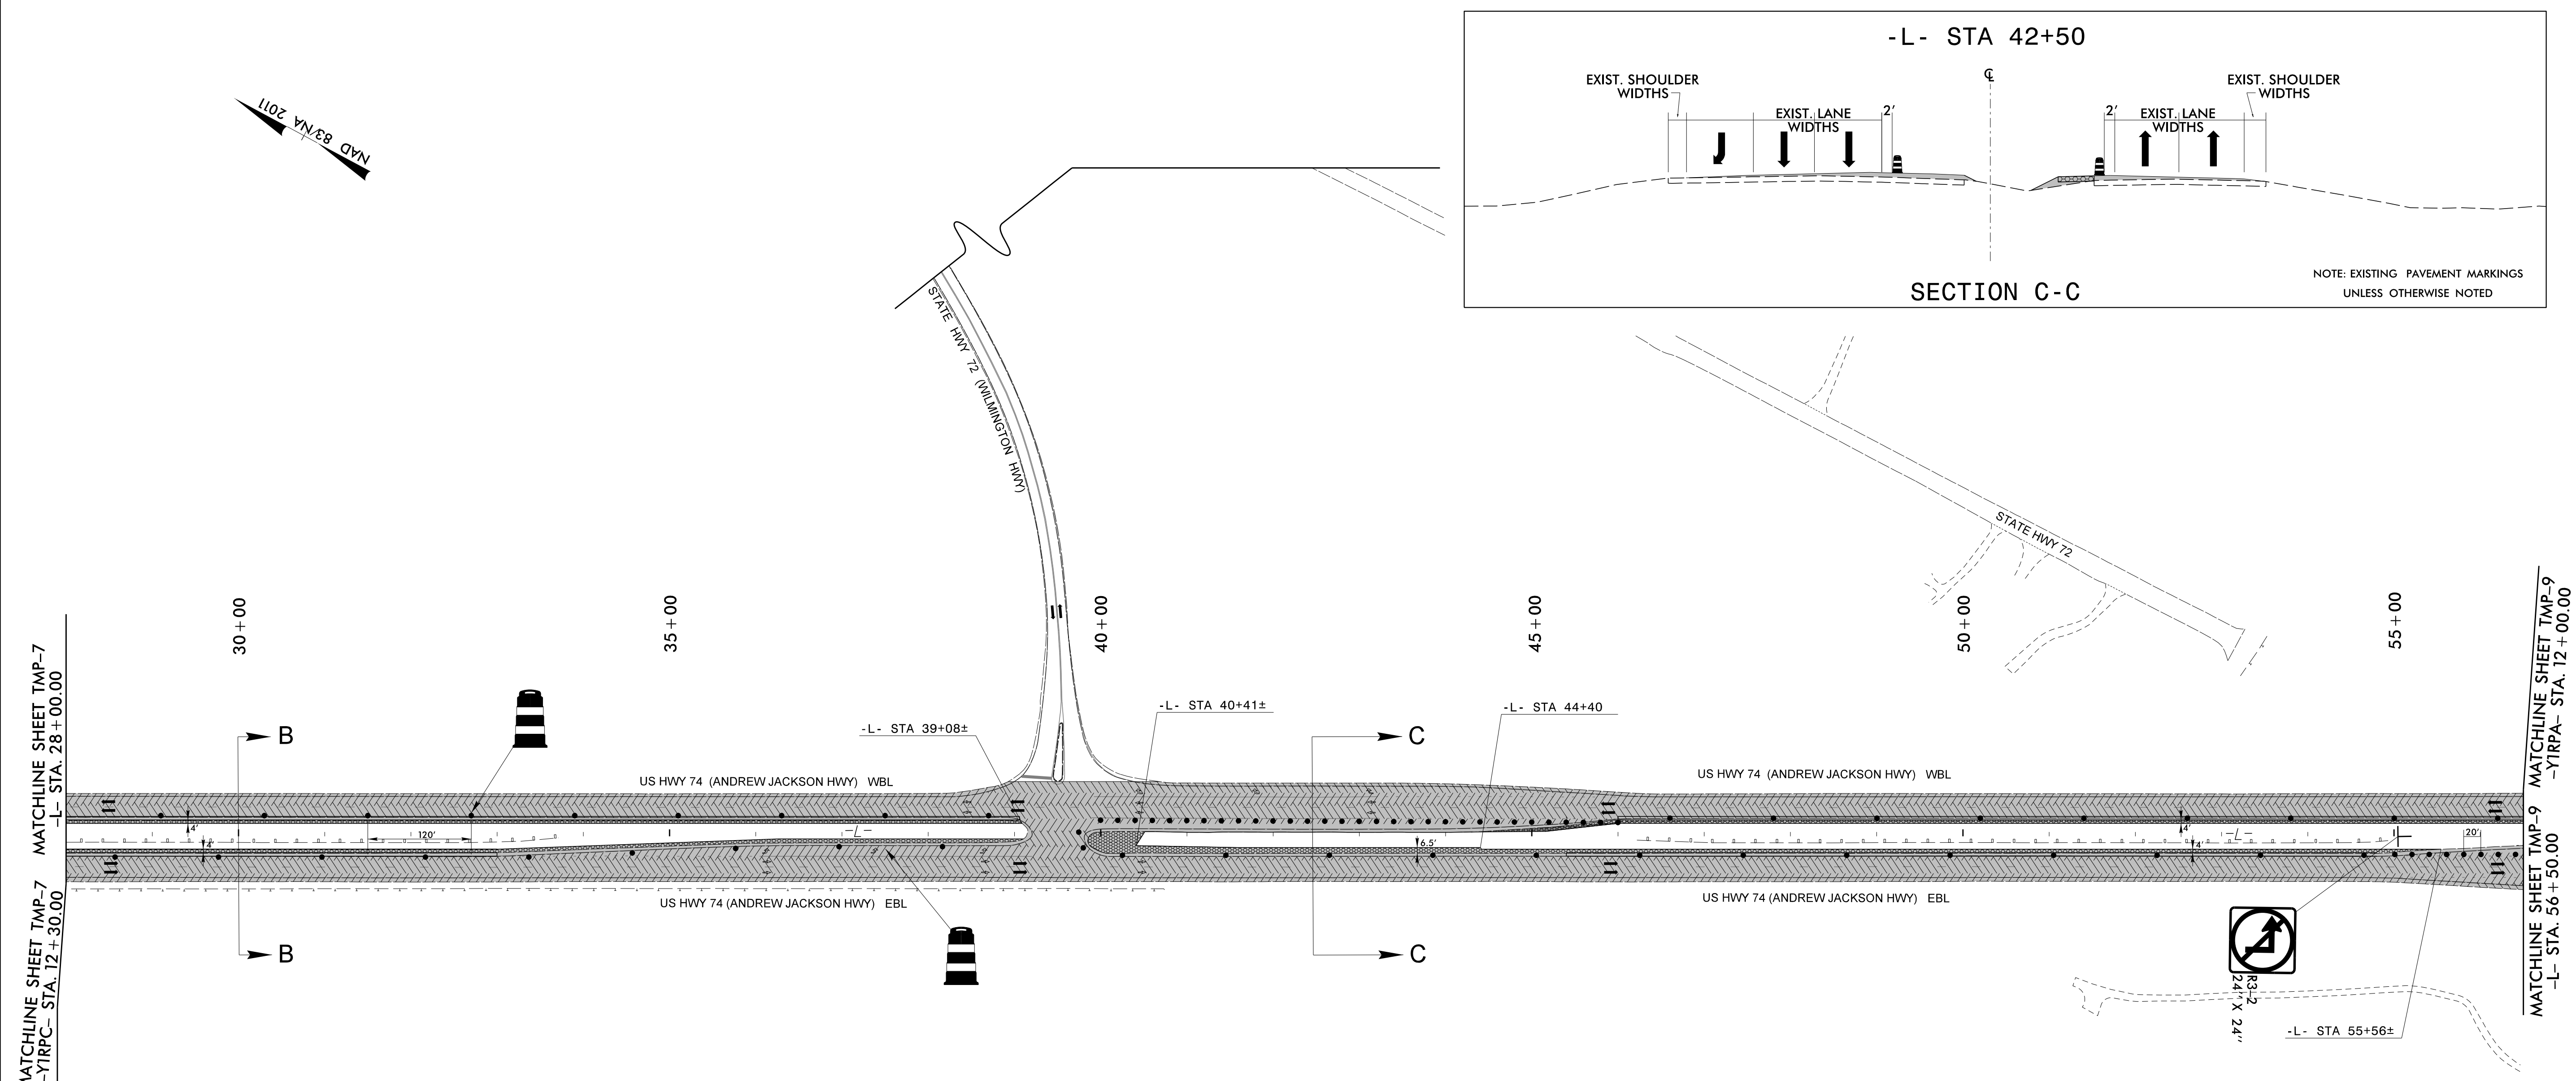 -L- STA 42+50
℄
EXIST. SHOULDER
WIDTHS
EXIST. LANE
WIDTHS
2'
2'
EXIST. LANE
WIDTHS
EXIST. SHOULDER
WIDTHS
SECTION C-C
NOTE: EXISTING PAVEMENT MARKINGS
UNLESS OTHERWISE NOTED
NAD 83/NA 2011
STATE HWY 72 (WILMINGTON HWY)
STATE HWY 72
30+00
35+00
40+00
45+00
50+00
55+00
MATCHLINE SHEET TMP-7
-L- STA. 28+00.00
MATCHLINE SHEET TMP-7
-Y1RPC- STA. 12+30.00
MATCHLINE SHEET TMP-9
-Y1RPA- STA. 12+00.00
MATCHLINE SHEET TMP-9
-L- STA. 56+50.00
B
C
-L- STA 39+08±
-L- STA 40+41±
-L- STA 44+40
US HWY 74 (ANDREW JACKSON HWY) WBL
US HWY 74 (ANDREW JACKSON HWY) WBL
4'
4'
120'
-L-
6.5'
4'
4'
-L-
20'
US HWY 74 (ANDREW JACKSON HWY) EBL
US HWY 74 (ANDREW JACKSON HWY) EBL
B
C
R3-2
24" X 24"
-L- STA 55+56±